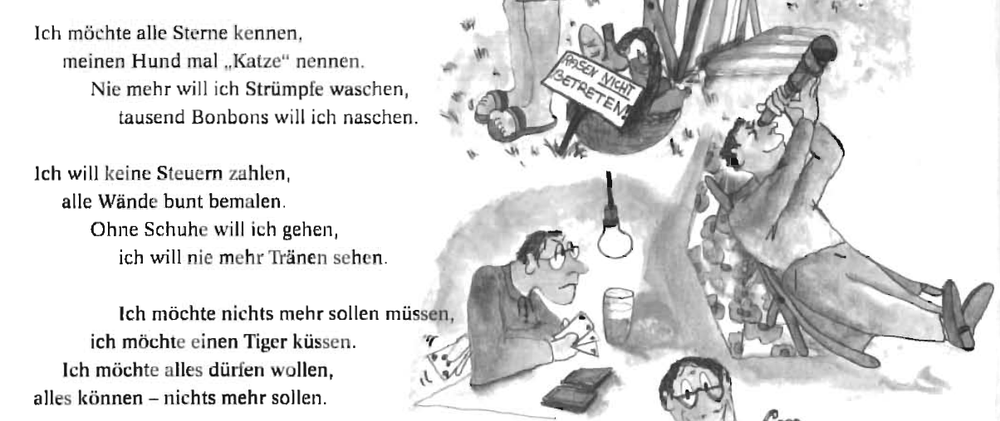 Ich möchte alle Sterne kennen,
meinen Hund mal „Katze“ nennen.
Nie mehr will ich Strümpfe waschen,
tausend Bonbons will ich naschen.
Ich will keine Steuern zahlen,
alle Wände bunt bemalen.
Ohne Schuhe will ich gehen,
ich will nie mehr Tränen sehen.
Ich möchte nichts mehr sollen müssen,
ich möchte einen Tiger küssen.
Ich möchte alles dürfen wollen,
alles können – nichts mehr sollen.
RASEN NICHT
BETRETEN!